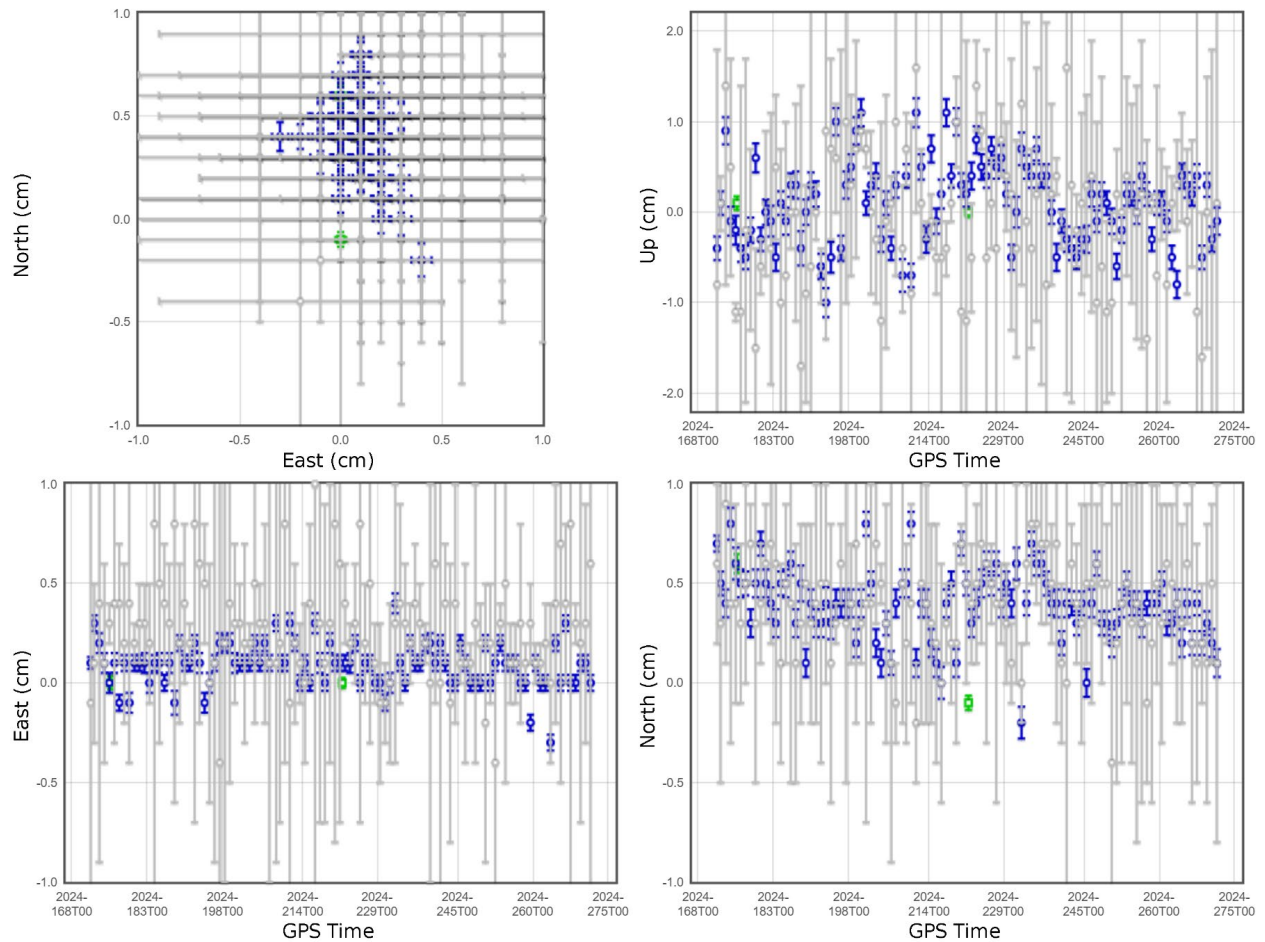 1.0
0.5
0.0
-0.5
-1.0
North (cm)
-1.0 -0.5 0.0 0.5 1.0
East (cm)
2.0
1.0
0.0
-1.0
-2.0
Up (cm)
2024- 2024- 2024- 2024- 2024- 2024- 2024- 2024-
168T00 183T00 198T00 214T00 229T00 245T00 260T00 275T00
GPS Time
1.0
0.5
0.0
-0.5
-1.0
East (cm)
2024- 2024- 2024- 2024- 2024- 2024- 2024- 2024-
168T00 183T00 198T00 214T00 229T00 245T00 260T00 275T00
GPS Time
1.0
0.5
0.0
-0.5
-1.0
North (cm)
2024- 2024- 2024- 2024- 2024- 2024- 2024- 2024-
168T00 183T00 198T00 214T00 229T00 245T00 260T00 275T00
GPS Time